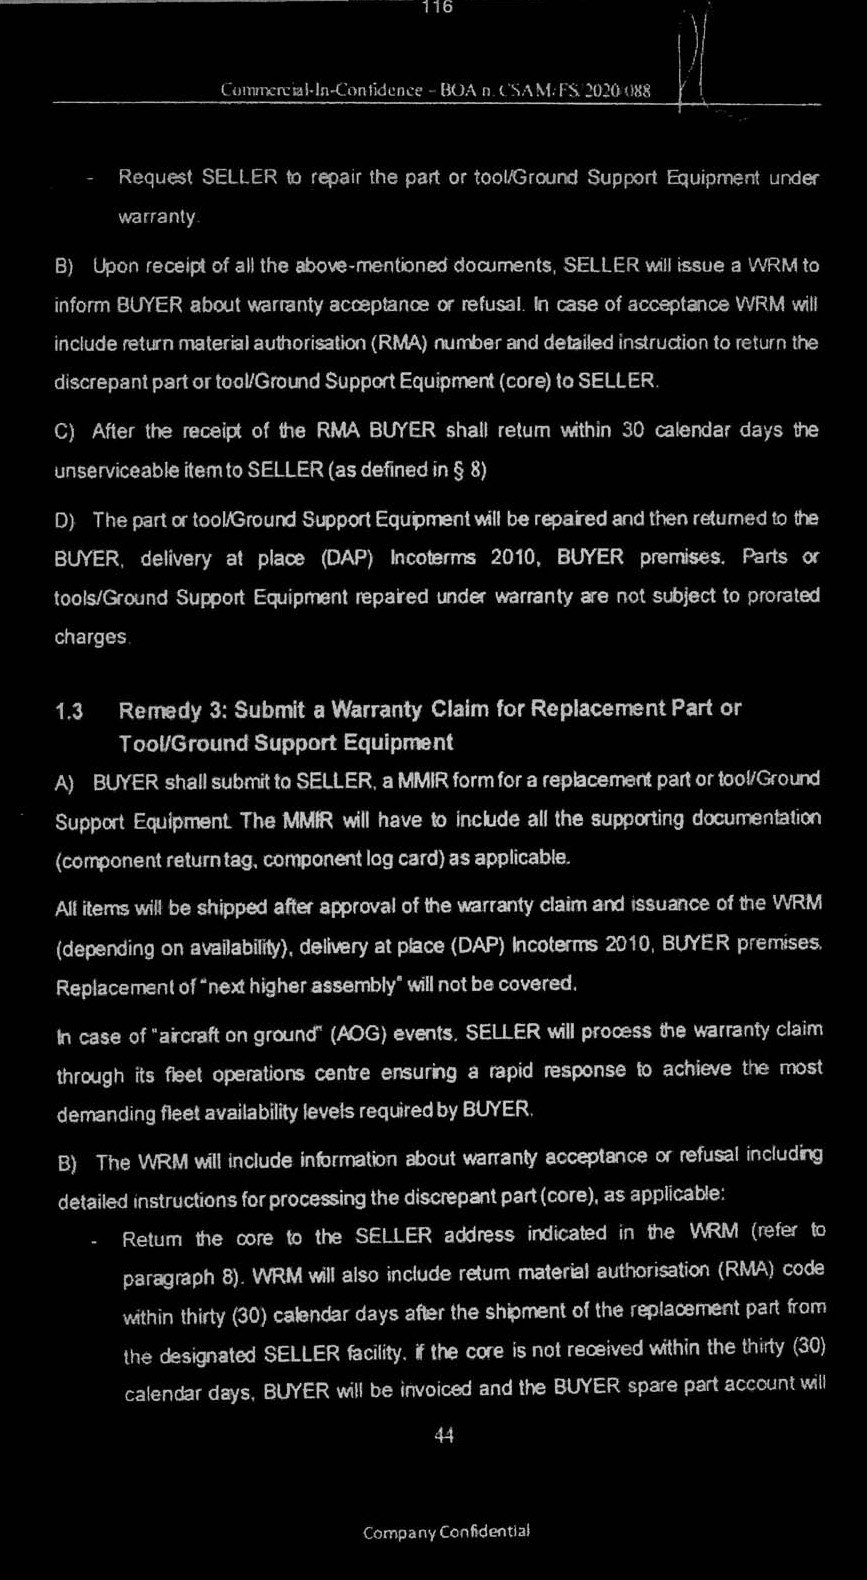 116
Commercial-In-Confidence - BOA n. CSAM/FS/2020/088
- Request SELLER to repair the part or tool/Ground Support Equipment under
warranty.
B) Upon receipt of all the above-mentioned documents, SELLER will issue a WRM to
inform BUYER about warranty acceptance or refusal. In case of acceptance WRM will
include return material authorisation (RMA) number and detailed instruction to return the
discrepant part or tool/Ground Support Equipment (core) to SELLER.
C) After the receipt of the RMA BUYER shall return within 30 calendar days the
unserviceable item to SELLER (as defined in § 8)
D) The part or tool/Ground Support Equipment will be repaired and then returned to the
BUYER, delivery at place (DAP) Incoterms 2010, BUYER premises. Parts or
tools/Ground Support Equipment repaired under warranty are not subject to prorated
charges.
1.3 Remedy 3: Submit a Warranty Claim for Replacement Part or
Tool/Ground Support Equipment
A) BUYER shall submit to SELLER, a MMIR form for a replacement part or tool/Ground
Support Equipment. The MMIR will have to include all the supporting documentation
(component return tag, component log card) as applicable.
All items will be shipped after approval of the warranty claim and issuance of the WRM
(depending on availability), delivery at place (DAP) Incoterms 2010, BUYER premises.
Replacement of "next higher assembly" will not be covered.
In case of "aircraft on ground" (AOG) events, SELLER will process the warranty claim
through its fleet operations centre ensuring a rapid response to achieve the most
demanding fleet availability levels required by BUYER.
B) The WRM will include information about warranty acceptance or refusal including
detailed instructions for processing the discrepant part (core), as applicable:
- Return the core to the SELLER address indicated in the WRM (refer to
paragraph 8). WRM will also include return material authorisation (RMA) code
within thirty (30) calendar days after the shipment of the replacement part from
the designated SELLER facility, if the core is not received within the thirty (30)
calendar days, BUYER will be invoiced and the BUYER spare part account will
44
Company Confidential